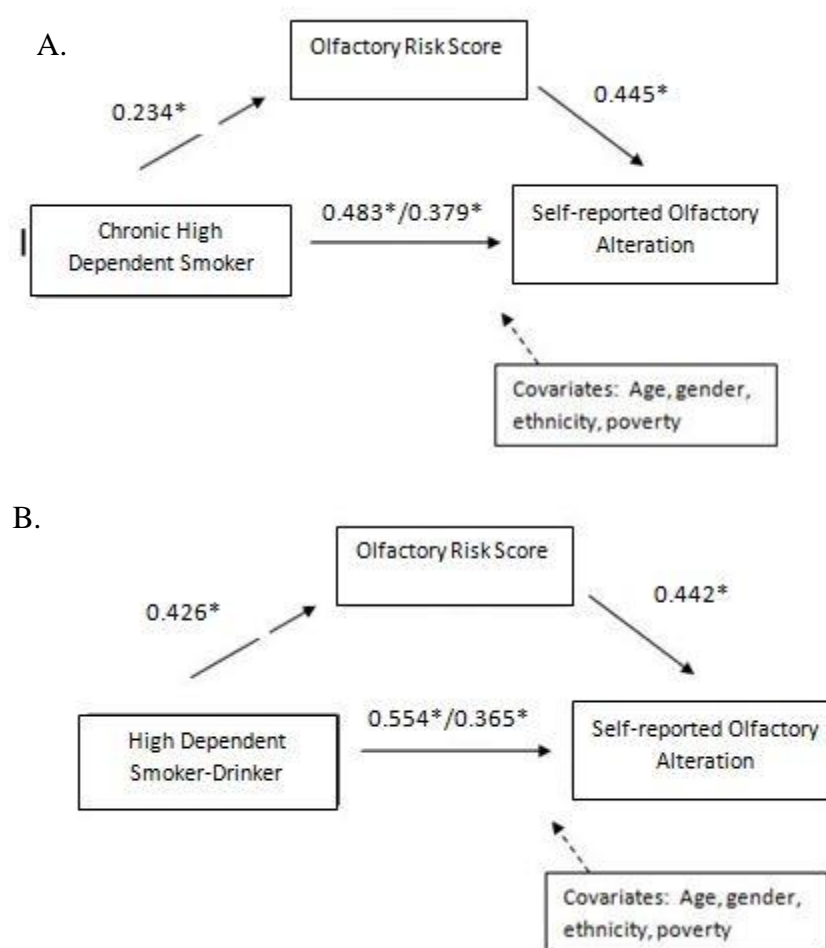 A.
Olfactory Risk Score
0.234*
0.445*
Chronic High
Dependent Smoker
0.483*/0.379*
Self-reported Olfactory
Alteration
Covariates: Age, gender,
ethnicity, poverty
B.
Olfactory Risk Score
0.426*
0.442*
High Dependent
Smoker-Drinker
0.554*/0.365*
Self-reported Olfactory
Alteration
Covariates: Age, gender,
ethnicity, poverty